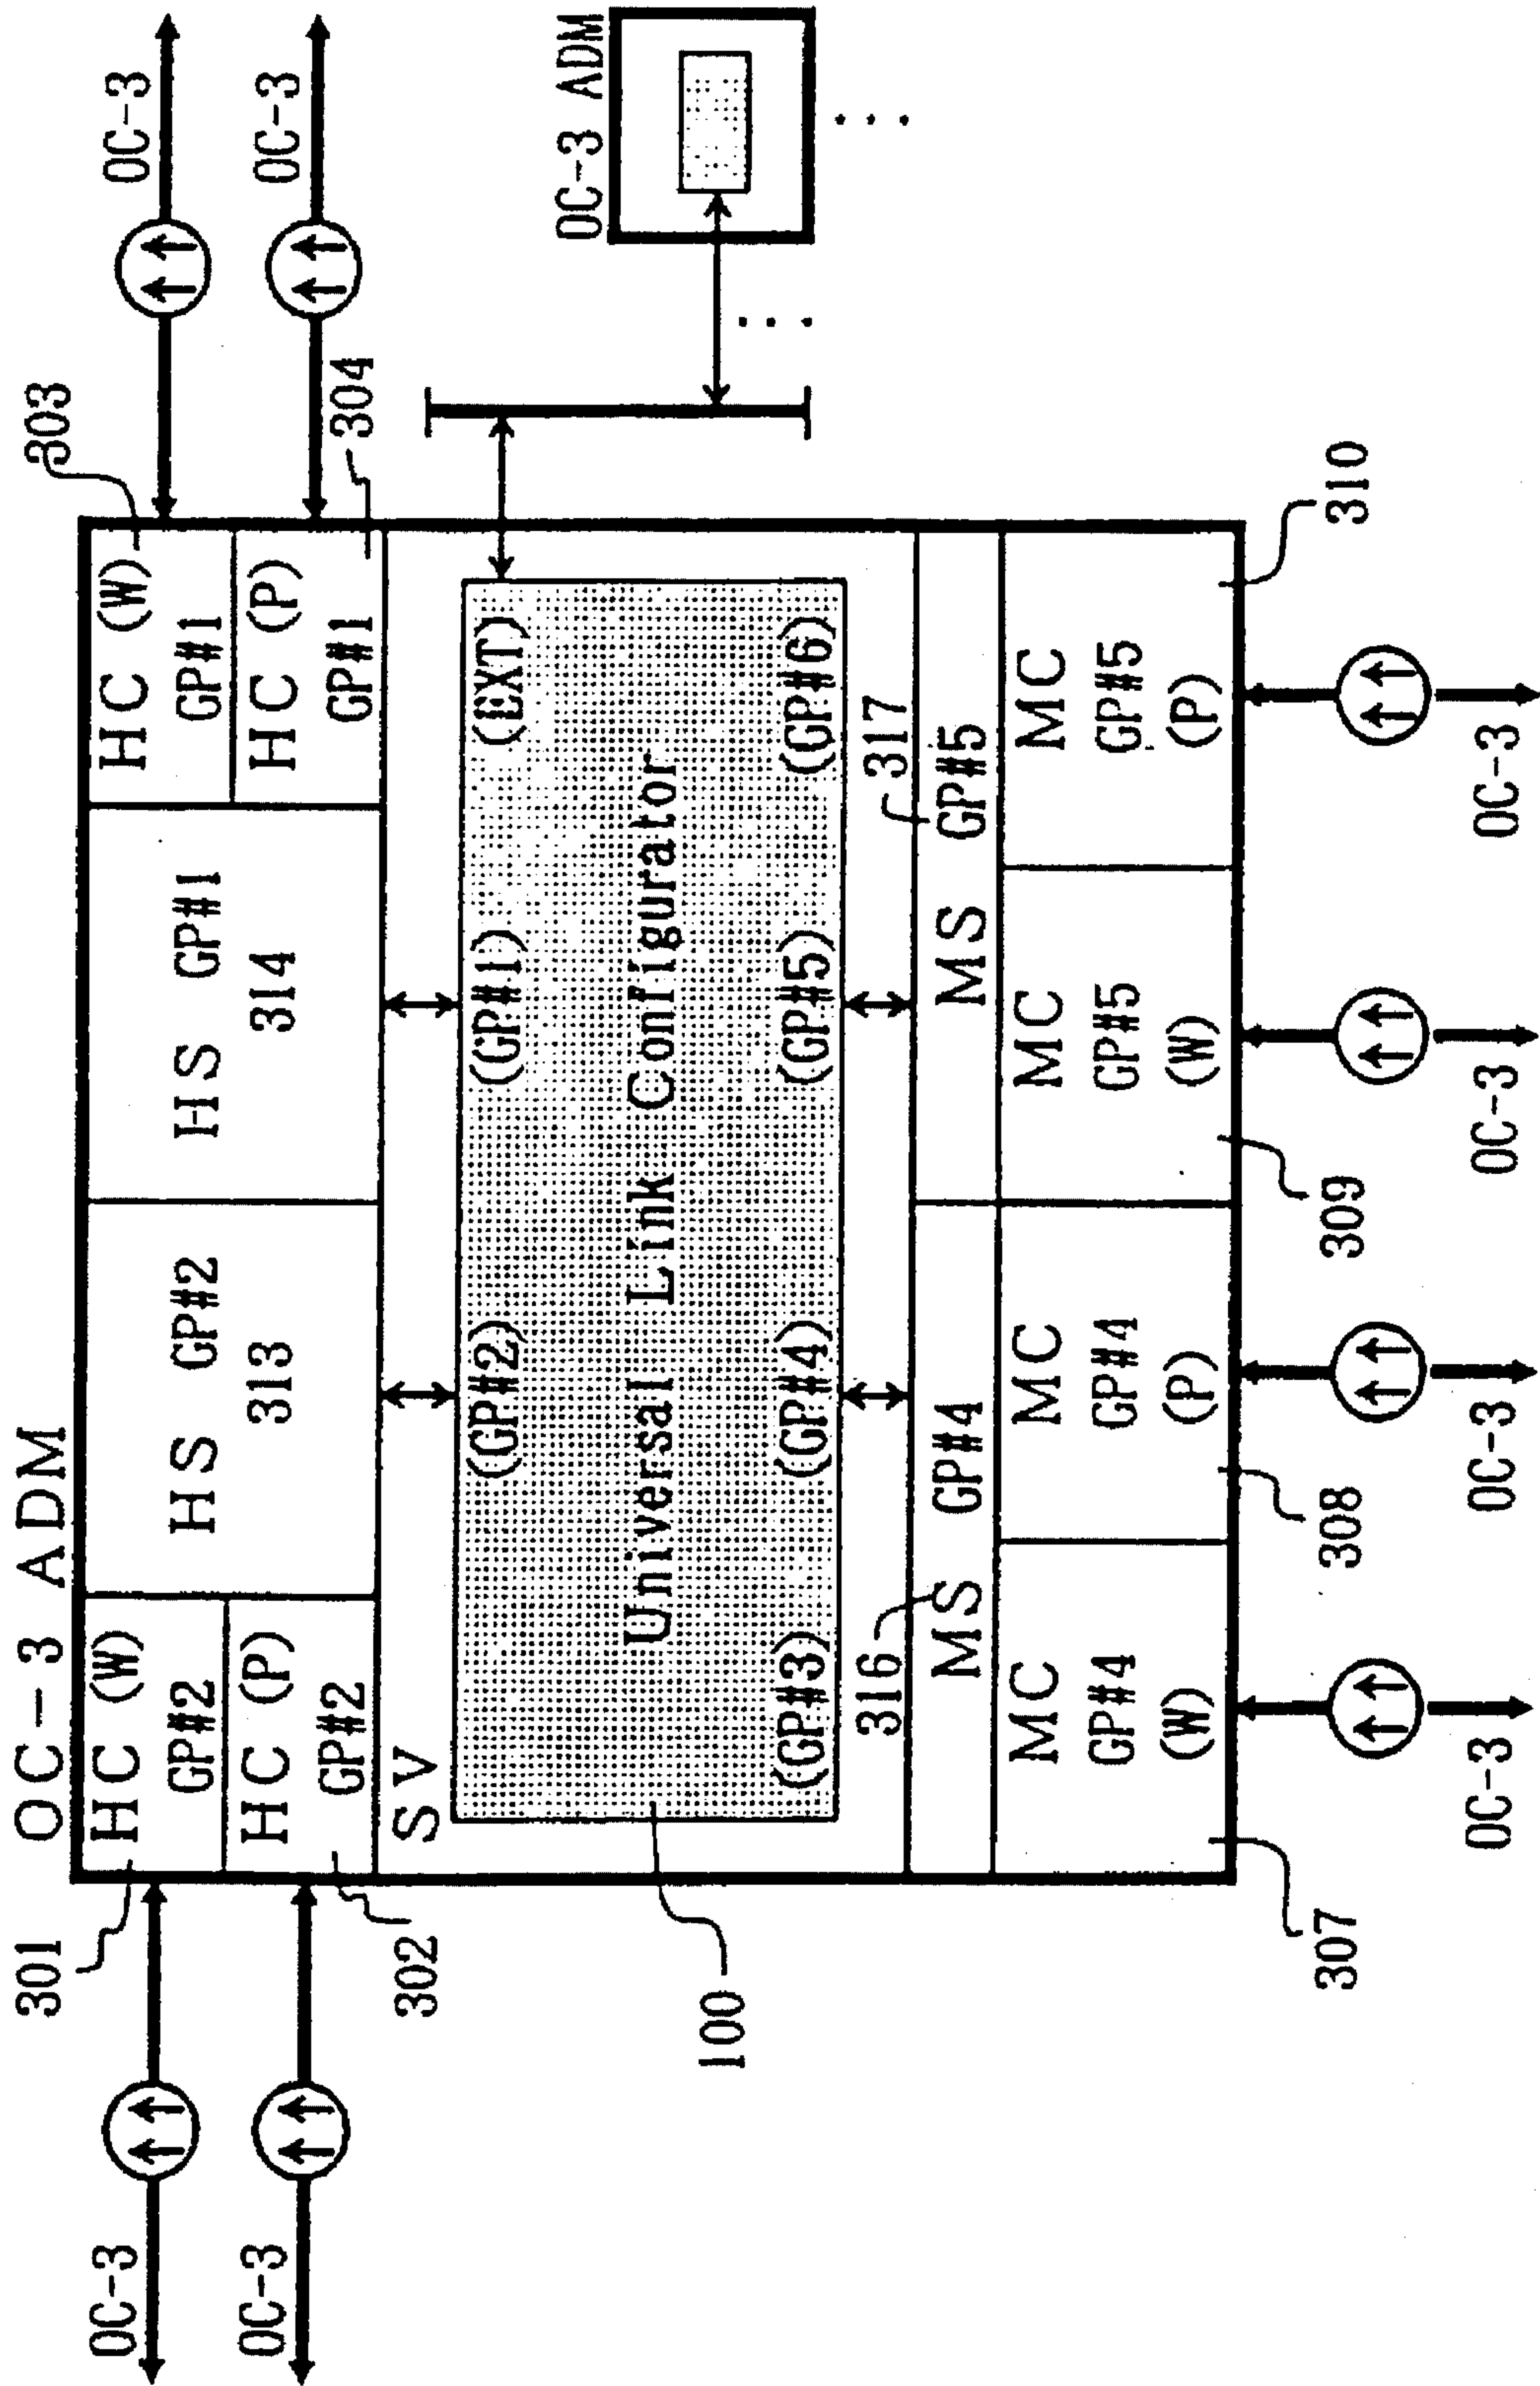 OC-3 ADM
301
302
303
304
OC-3
OC-3
OC-3
OC-3
HC (W)
GP#2
HC (P)
GP#2
HS GP#2
313
HS GP#1
314
HC (W)
GP#1
HC (P)
GP#1
SV
(GP#2)
(GP#1)
(EXT)
Universal Link Configurator
(GP#3)
(GP#4)
(GP#5)
(GP#6)
100
OC-3 ADM
316
317
MS GP#4
MS GP#5
MC
GP#4
(W)
MC
GP#4
(P)
MC
GP#5
(W)
MC
GP#5
(P)
307
308
309
310
OC-3
OC-3
OC-3
OC-3